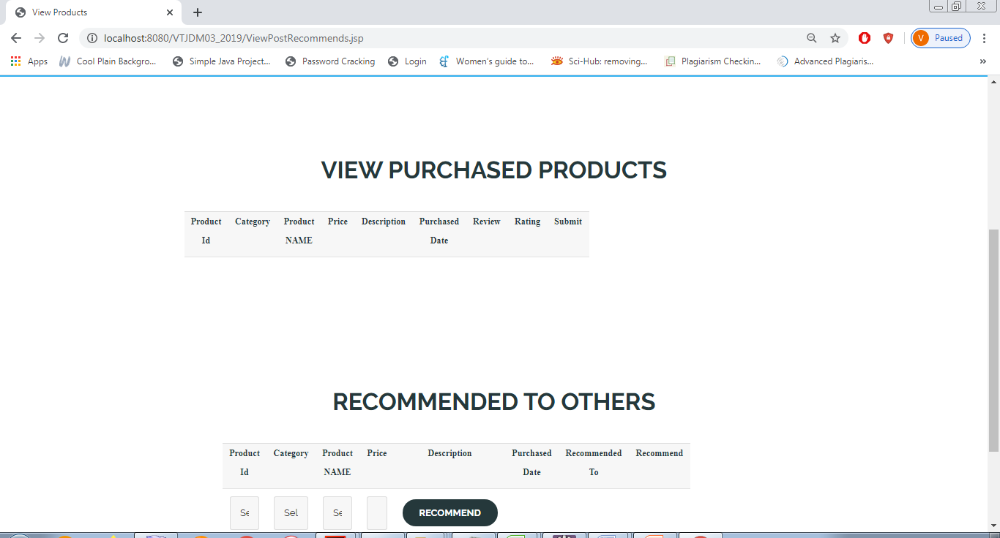 View Products
localhost:8080/VTJDM03_2019/ViewPostRecommends.jsp
V Paused
Apps Cool Plain Backgro... Simple Java Project... Password Cracking Login Women's guide to... Sci-Hub: removing... Plagiarism Checkin... Advanced Plagiaris... »
VIEW PURCHASED PRODUCTS
Product Category Product Price Description Purchased Review Rating Submit
Id NAME Date
RECOMMENDED TO OTHERS
Product Category Product Price Description Purchased Recommended Recommend
Id NAME Date To
Se Sel Se RECOMMEND